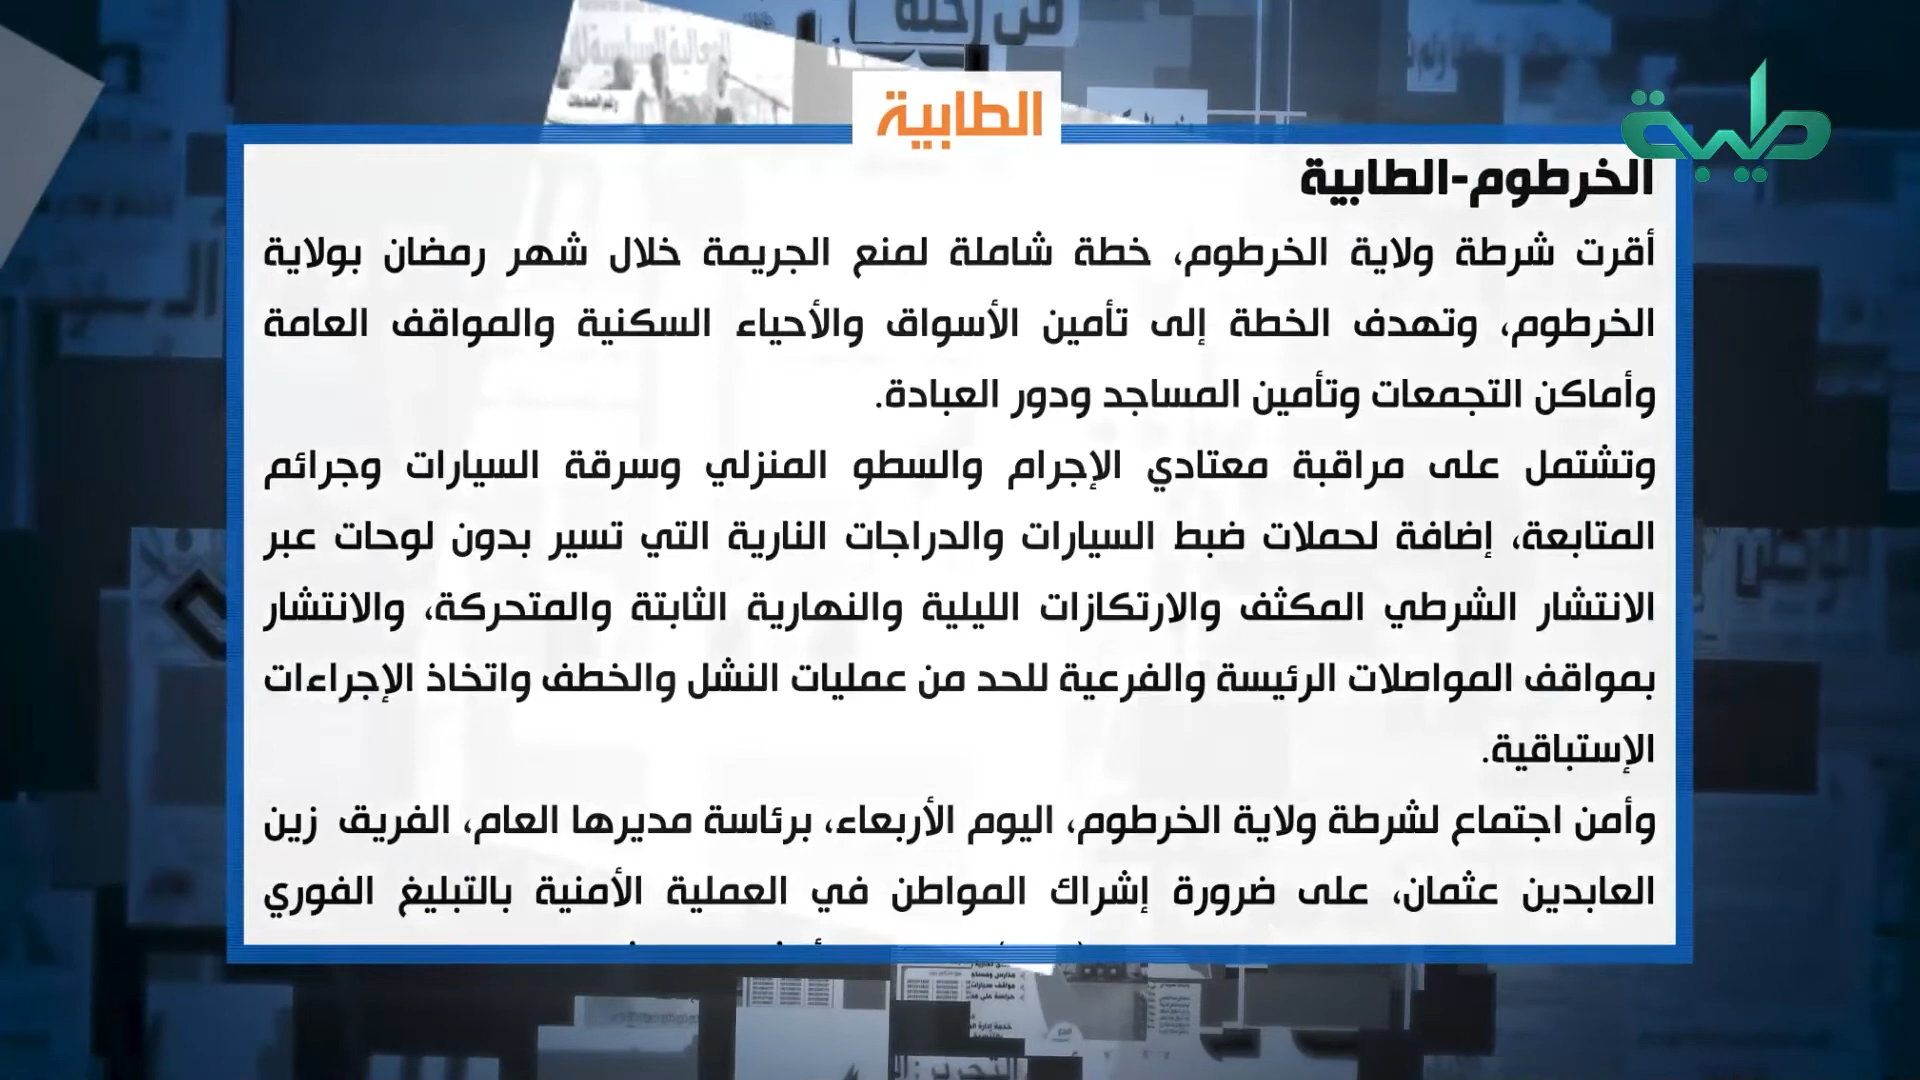 من رحلة
الطابية
طيبة
الخرطوم-الطابية
أقرت شرطة ولاية الخرطوم، خطة شاملة لمنع الجريمة خلال شهر رمضان بولاية
الخرطوم، وتهدف الخطة إلى تأمين الأسواق والأحياء السكنية والمواقف العامة
وأماكن التجمعات وتأمين المساجد ودور العبادة.
وتشتمل على مراقبة معتادي الإجرام والسطو المنزلي وسرقة السيارات وجرائم
المتابعة، إضافة لحملات ضبط السيارات والدراجات النارية التي تسير بدون لوحات عبر
الانتشار الشرطي المكثف والارتكازات الليلية والنهارية الثابتة والمتحركة، والانتشار
بمواقف المواصلات الرئيسة والفرعية للحد من عمليات النشل والخطف واتخاذ الإجراءات
الإستباقية.
وأمن اجتماع لشرطة ولاية الخرطوم، اليوم الأربعاء، برئاسة مديرها العام، الفريق زين
العابدين عثمان، على ضرورة إشراك المواطن في العملية الأمنية بالتبليغ الفوري